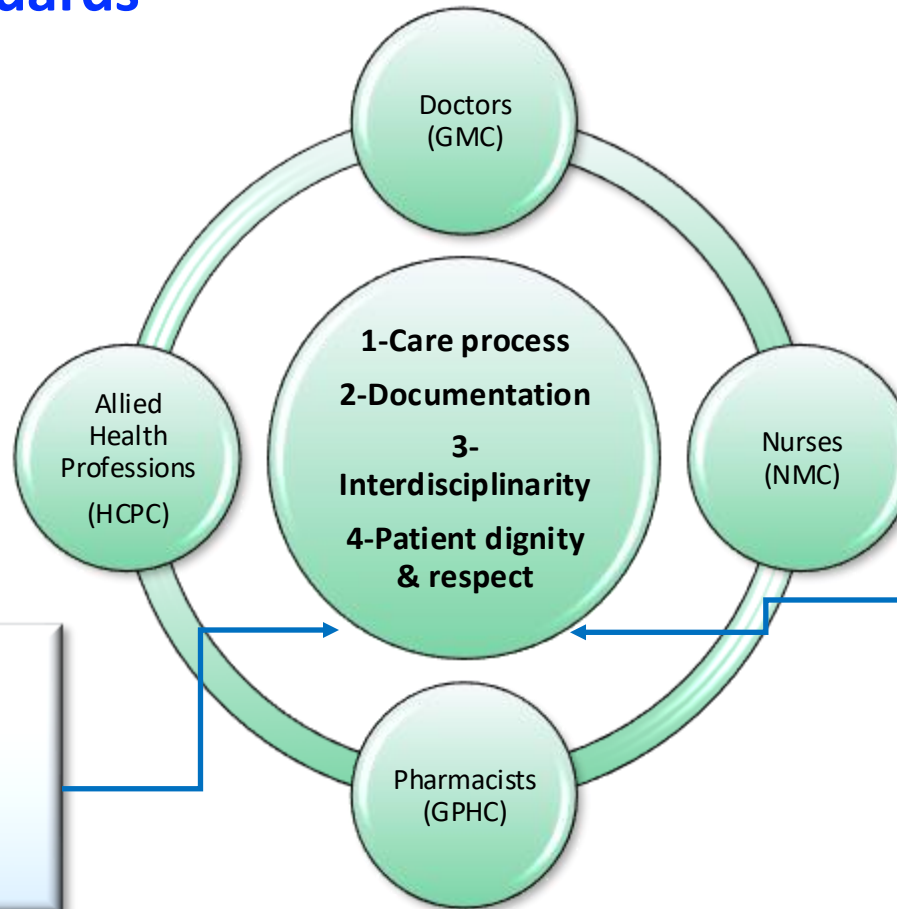 Doctors
(GMC)
1-Care process
2-Documentation
3-
Interdisciplinarity
4-Patient dignity
& respect
Allied
Health
Professions
(HCPC)
Nurses
(NMC)
Pharmacists
(GPHC)